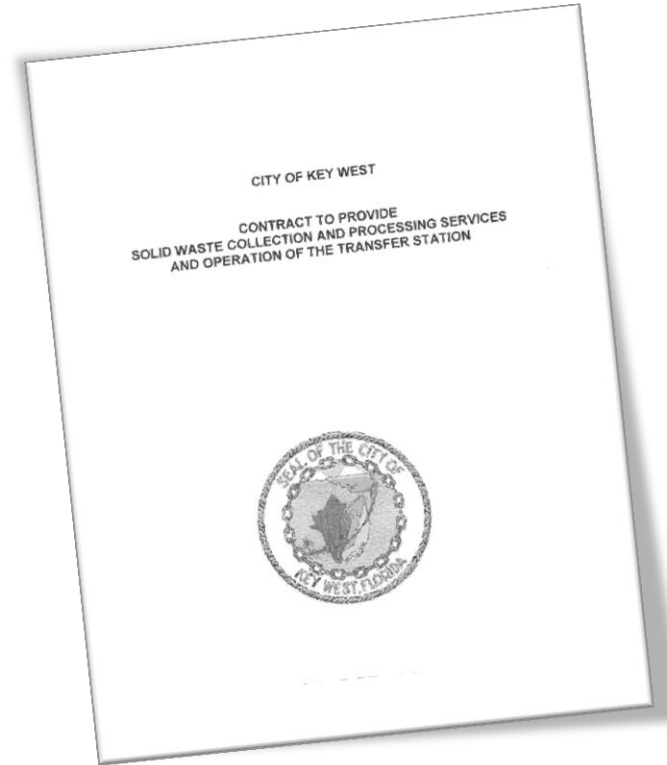 CITY OF KEY WEST
CONTRACT TO PROVIDE
SOLID WASTE COLLECTION AND PROCESSING SERVICES
AND OPERATION OF THE TRANSFER STATION
SEAL OF THE CITY OF
KEY WEST, FLORIDA